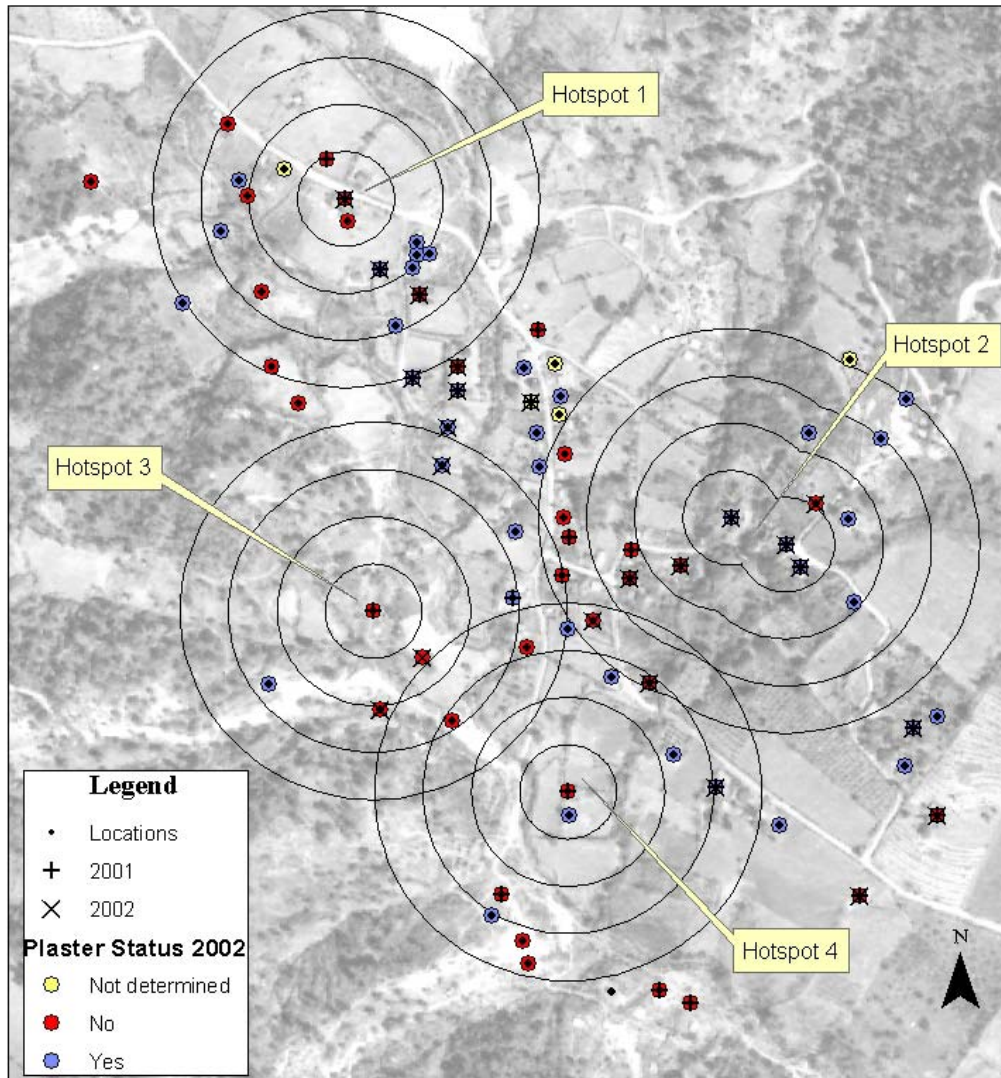 Hotspot 1
Hotspot 2
Hotspot 3
Legend
Locations
2001
2002
Plaster Status 2002
Not determined
No
Yes
Hotspot 4
N